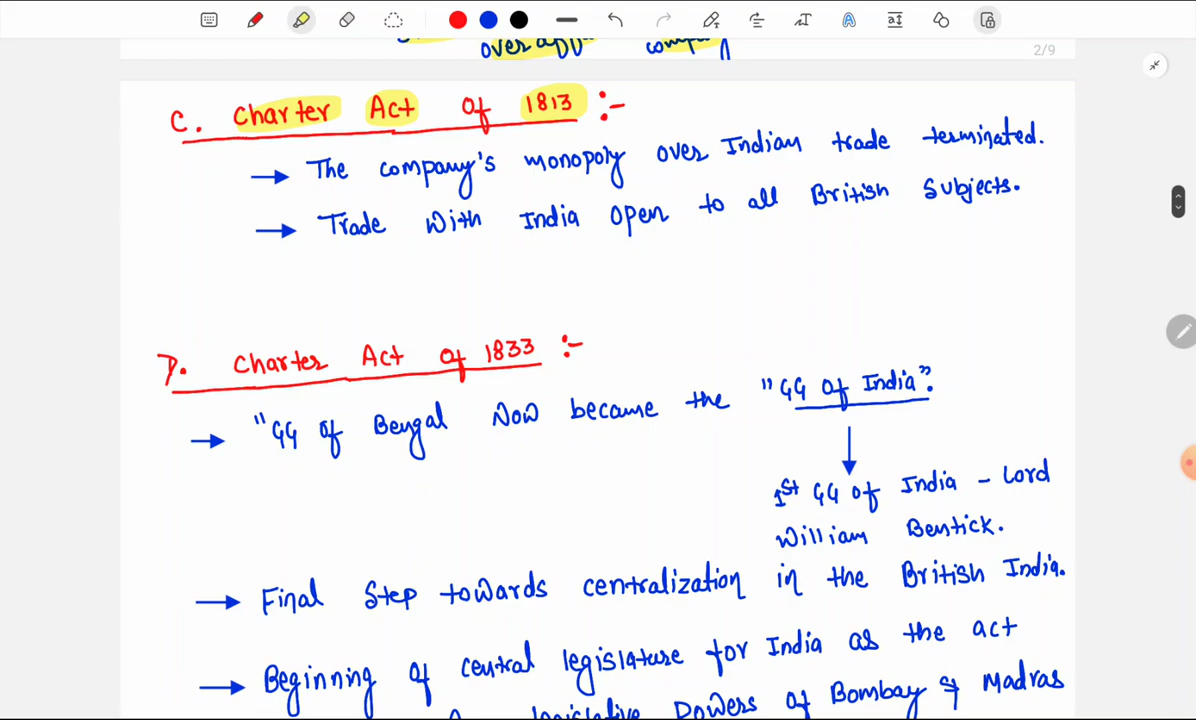 over
2/9
C. Charter Act Of 1813 :-
→ The company's monopoly over Indian trade terminated.
→ Trade with India open to all British Subjects.
D. Charter Act Of 1833 :-
→ "GG of Bengal Now became the "GG of India".
1st GG of India - Lord
William Bentick.
→ Final Step towards centralization in the British India.
→ Beginning of central legislature for India as the act
legislative Powers of Bombay & Madras